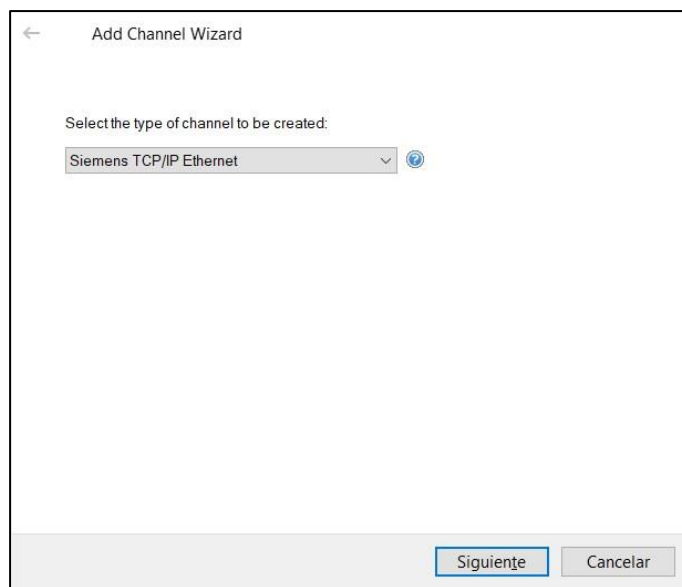 Add Channel Wizard
Select the type of channel to be created:
Siemens TCP/IP Ethernet
Siguiente
Cancelar